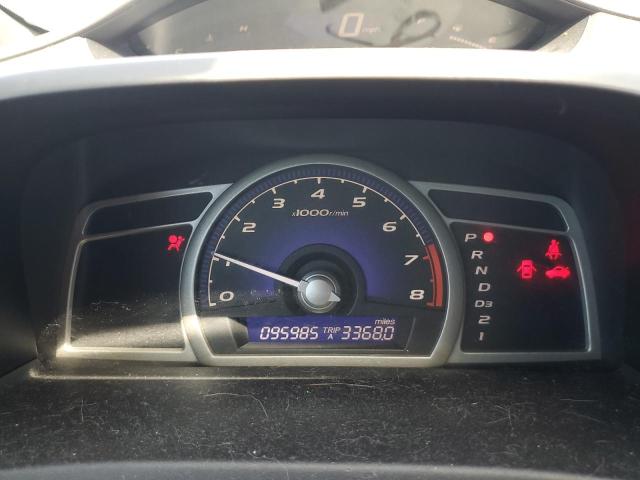 0 mph
C E
4
3 5
x1000r/min
2 6
1 7
0 8
miles
095985 TRIP A 3368.0
P
R
N
D
D3
2
1